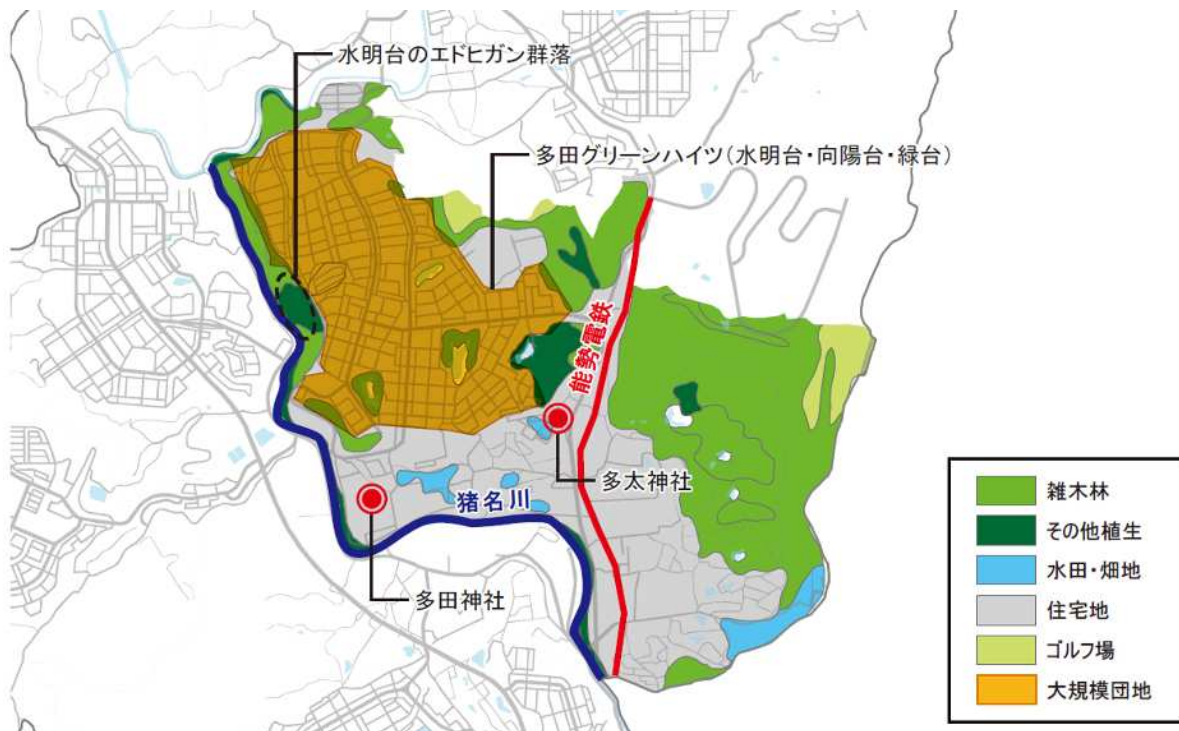 水明台のエドヒガン群落
多田グリーンハイツ(水明台・向陽台・緑台)
能勢電鉄
多太神社
猪名川
多田神社
雑木林
その他植生
水田・畑地
住宅地
ゴルフ場
大規模団地